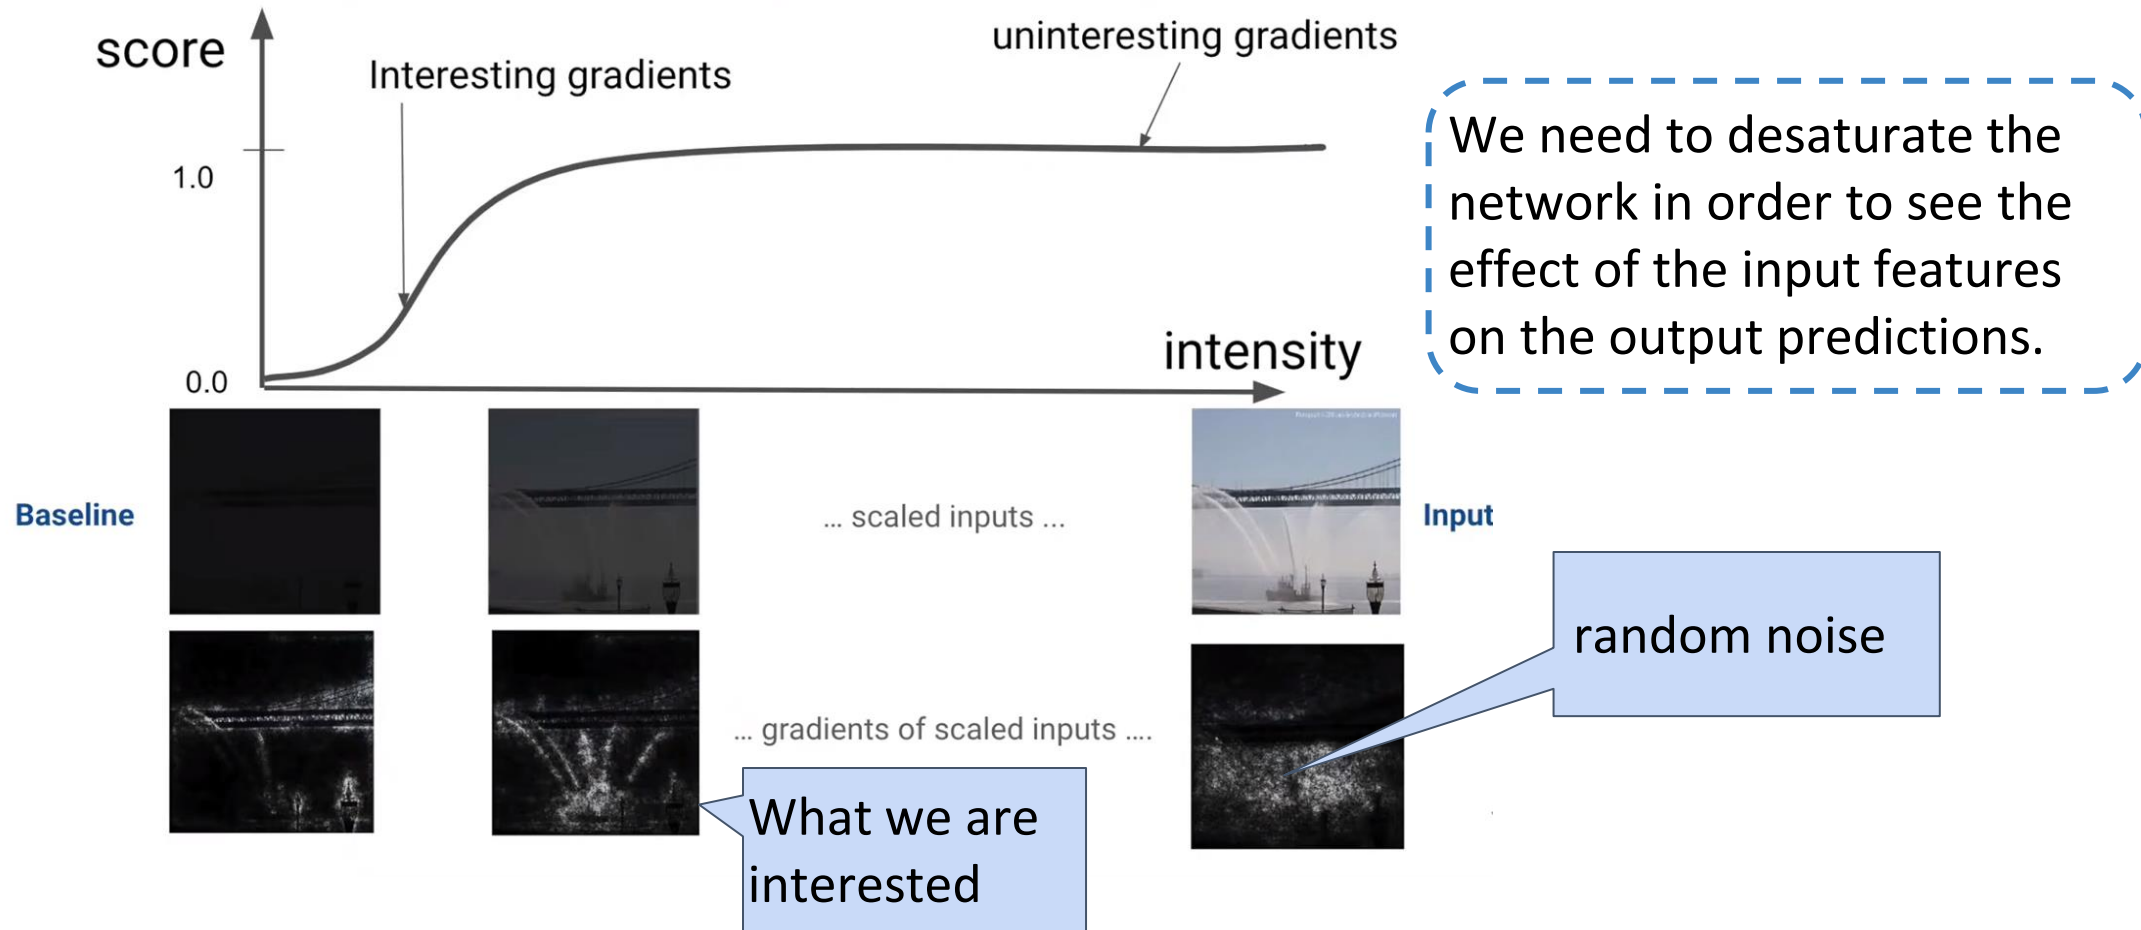 score
Interesting gradients
uninteresting gradients
1.0
0.0
intensity
We need to desaturate the
network in order to see the
effect of the input features
on the output predictions.
Baseline
... scaled inputs ...
Input
random noise
... gradients of scaled inputs ....
What we are
interested